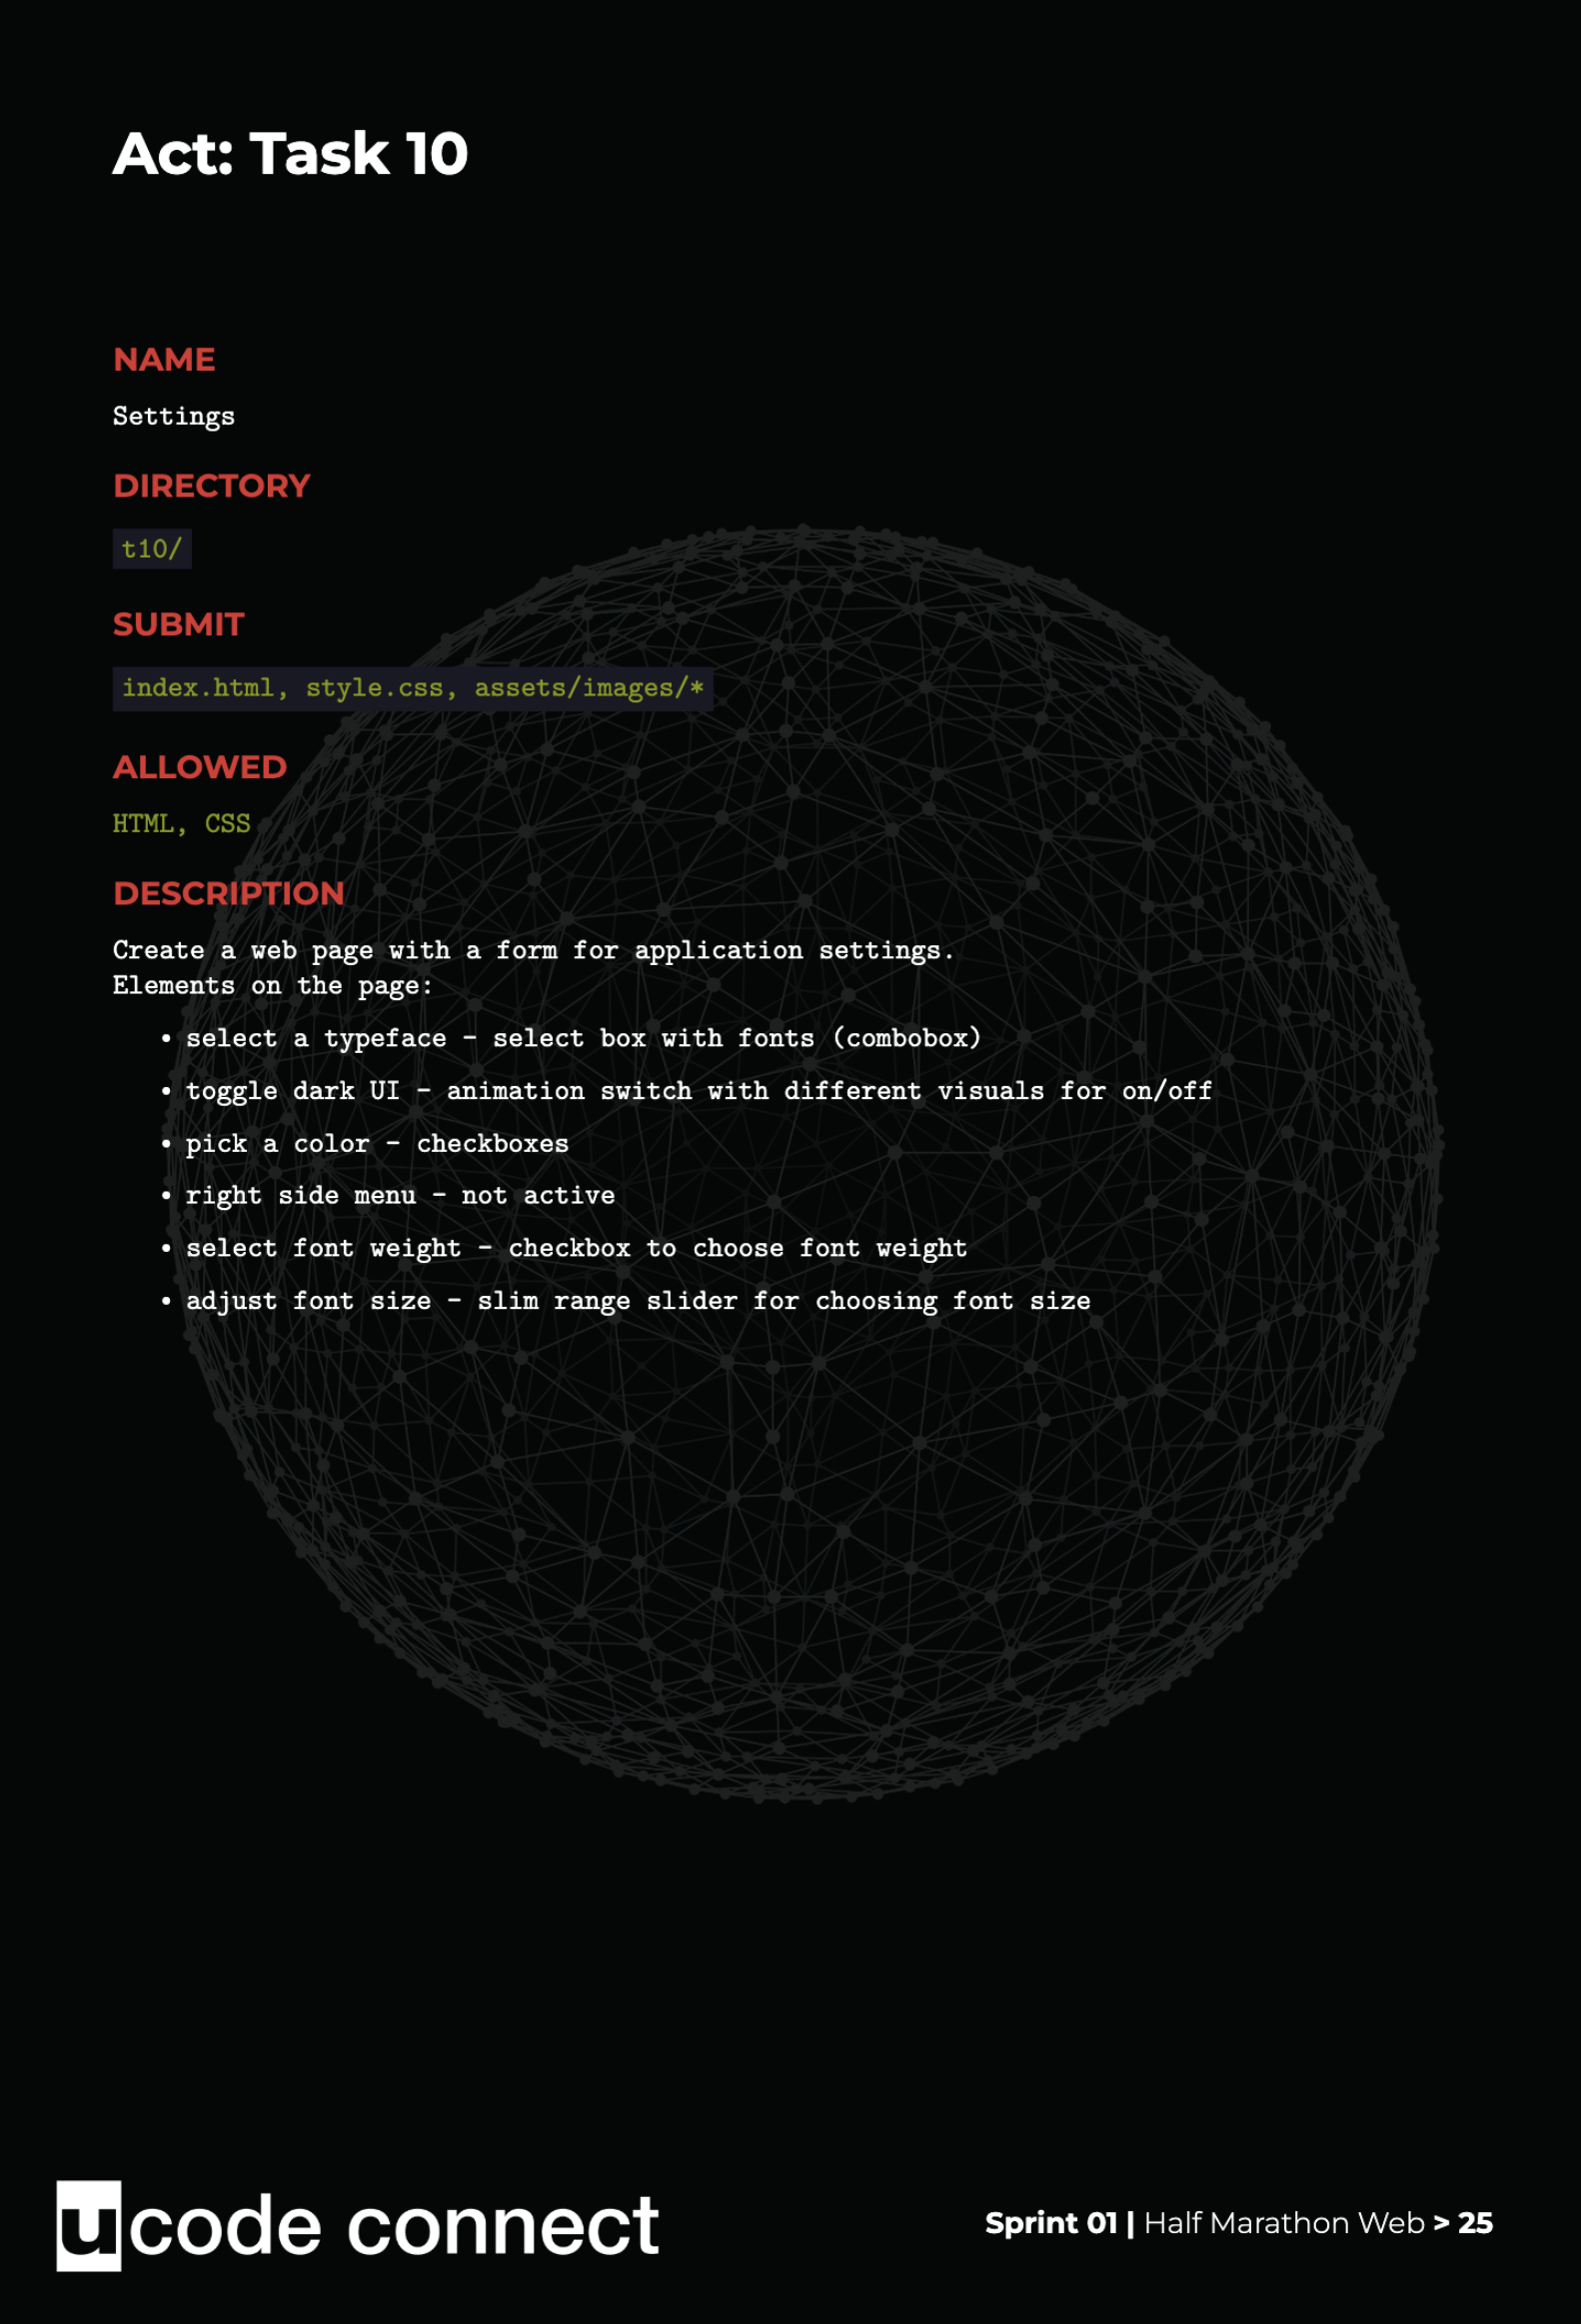 Act: Task 10
NAME
Settings
DIRECTORY
t10/
SUBMIT
index.html, style.css, assets/images/*
ALLOWED
HTML, CSS
DESCRIPTION
Create a web page with a form for application settings.
Elements on the page:
• select a typeface - select box with fonts (combobox)
• toggle dark UI - animation switch with different visuals for on/off
• pick a color - checkboxes
• right side menu - not active
• select font weight - checkbox to choose font weight
• adjust font size - slim range slider for choosing font size
ucode connect
Sprint 01 | Half Marathon Web > 25